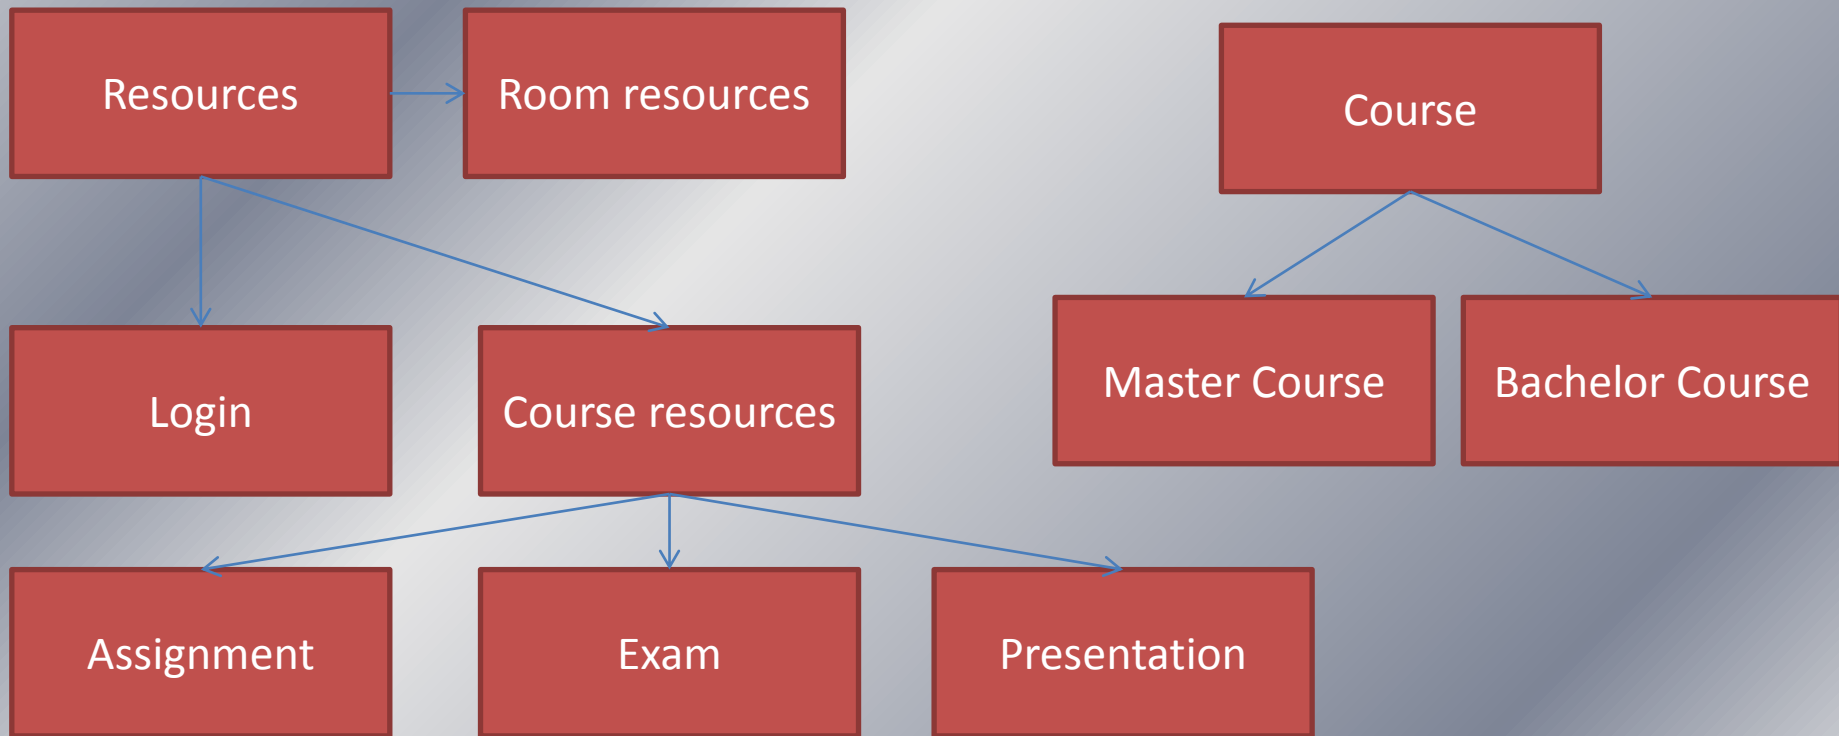 Resources
Room resources
Course
Login
Course resources
Master Course
Bachelor Course
Assignment
Exam
Presentation